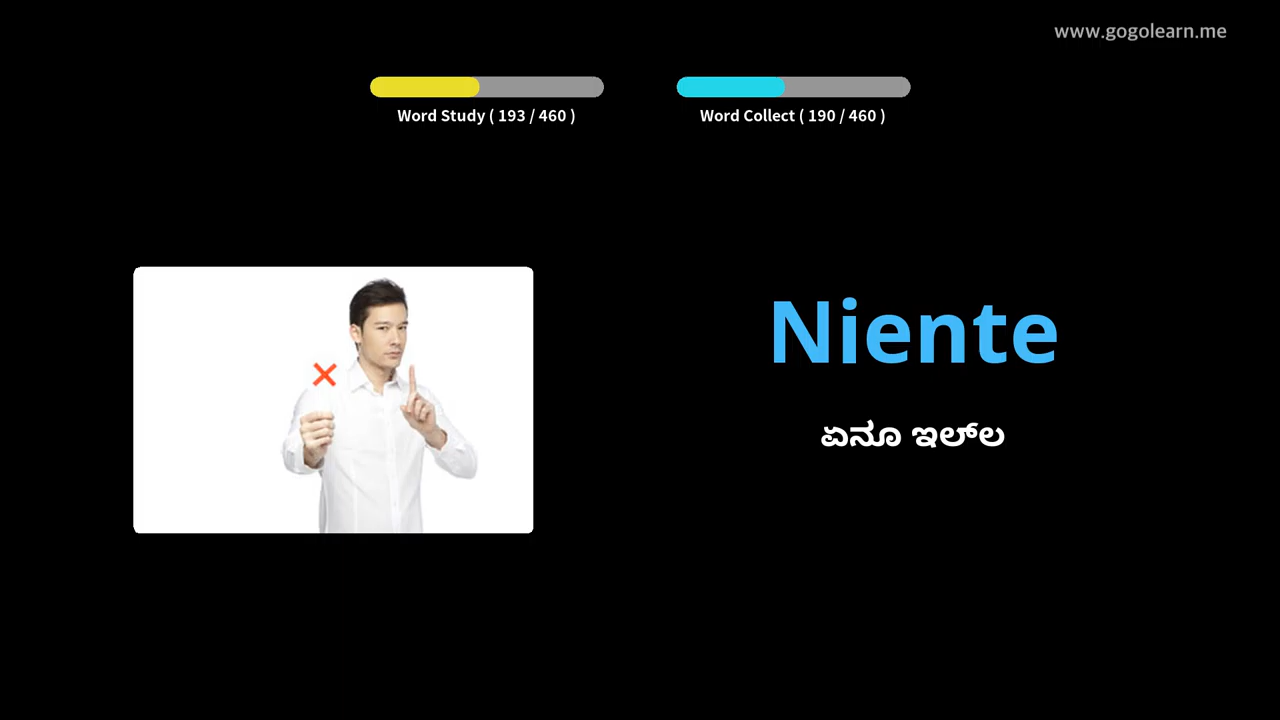 www.gogolearn.me
Word Study ( 193 / 460 )
Word Collect ( 190 / 460 )
Niente
ಏನೂ ಇಲ್‌ಲ